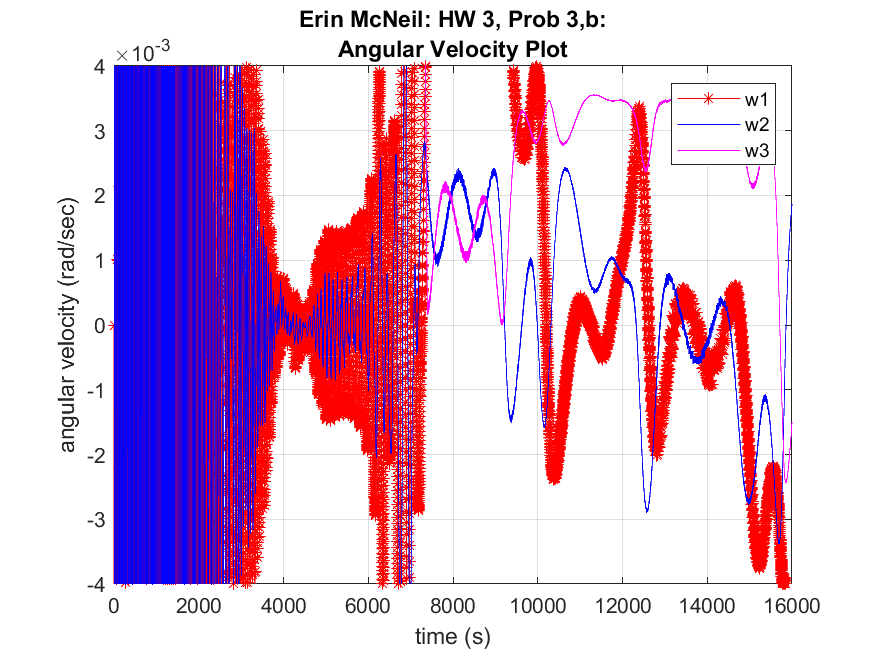 Erin McNeil: HW 3, Prob 3,b:
Angular Velocity Plot
×10-3
4
3
2
1
0
-1
-2
-3
-4
angular velocity (rad/sec)
w1
w2
w3
0 2000 4000 6000 8000 10000 12000 14000 16000
time (s)